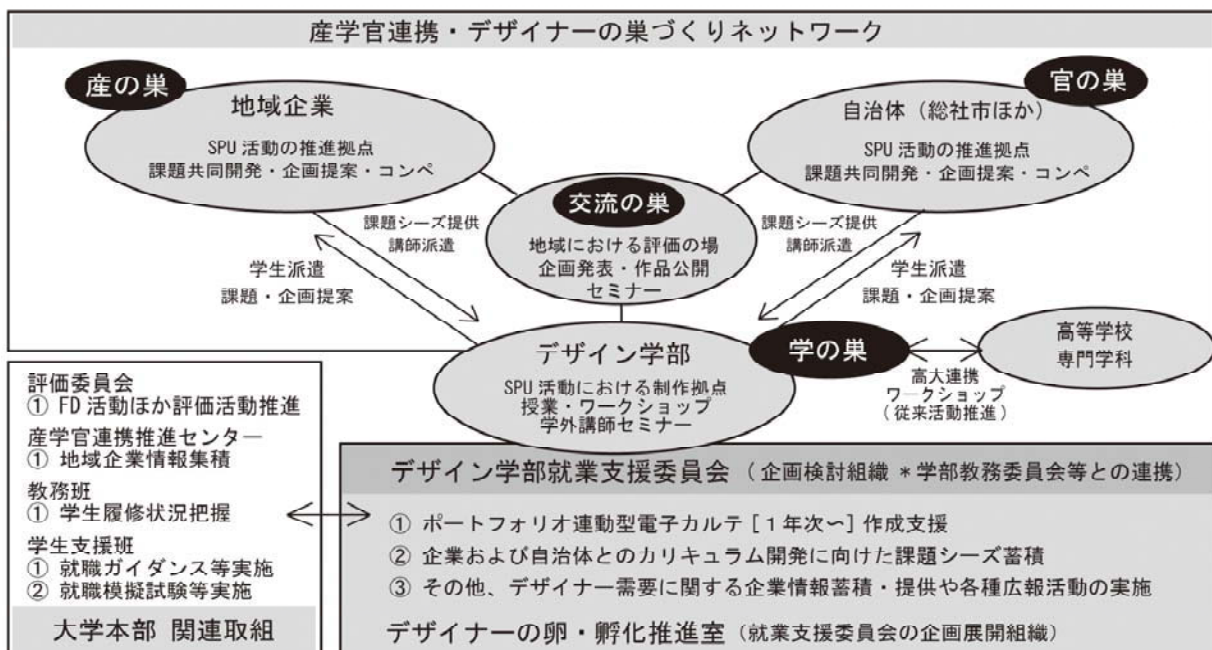 産学官連携・デザイナーの巣づくりネットワーク
産の巣
地域企業
SPU 活動の推進拠点
課題共同開発・企画提案・コンペ
官の巣
自治体（総社市ほか）
SPU 活動の推進拠点
課題共同開発・企画提案・コンペ
交流の巣
地域における評価の場
企画発表・作品公開
セミナー
課題シーズ提供
講師派遣
学生派遣
課題・企画提案
課題シーズ提供
講師派遣
学生派遣
課題・企画提案
デザイン学部
SPU 活動における制作拠点
授業・ワークショップ
学外講師セミナー
学の巣
高大連携
ワークショップ
（従来活動推進）
高等学校
専門学科
評価委員会
① FD 活動ほか評価活動推進
産学官連携推進センター
① 地域企業情報集積
教務班
① 学生履修状況把握
学生支援班
① 就職ガイダンス等実施
② 就職模擬試験等実施
大学本部 関連取組
デザイン学部就業支援委員会（企画検討組織 ＊学部教務委員会等との連携）
① ポートフォリオ連動型電子カルテ［１年次〜］作成支援
② 企業および自治体とのカリキュラム開発に向けた課題シーズ蓄積
③ その他、デザイナー需要に関する企業情報蓄積・提供や各種広報活動の実施
デザイナーの卵・孵化推進室（就業支援委員会の企画展開組織）